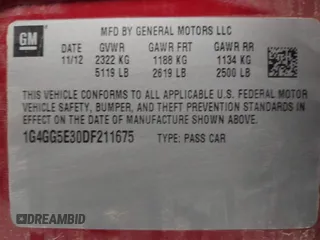 GM
MFD BY GENERAL MOTORS LLC
DATE GVWR GAWR FRT GAWR RR
11/12 2322 KG 1188 KG 1134 KG
5119 LB 2619 LB 2500 LB
THIS VEHICLE CONFORMS TO ALL APPLICABLE U.S. FEDERAL MOTOR
VEHICLE SAFETY, BUMPER, AND THEFT PREVENTION STANDARDS IN
EFFECT ON THE DATE OF MANUFACTURE SHOWN ABOVE.
1G4GG5E30DF211675 TYPE: PASS CAR
DREAMBID